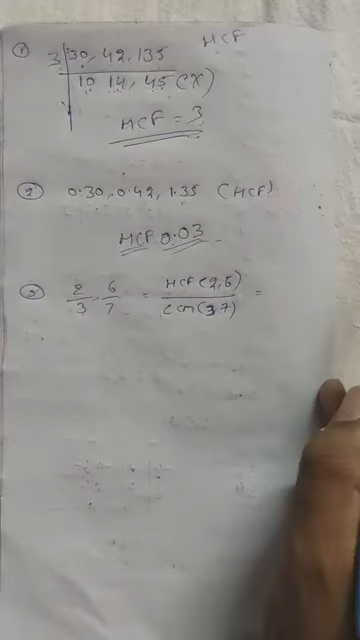 ① HCF
3 | 30, 42, 135
10 14, 45 (X)
HCF = 3
② 0.30, 0.42, 1.35 (HCF)
HCF 0.03
③ 2/3, 6/7 = HCF(2,6)/LCM(3 7) =